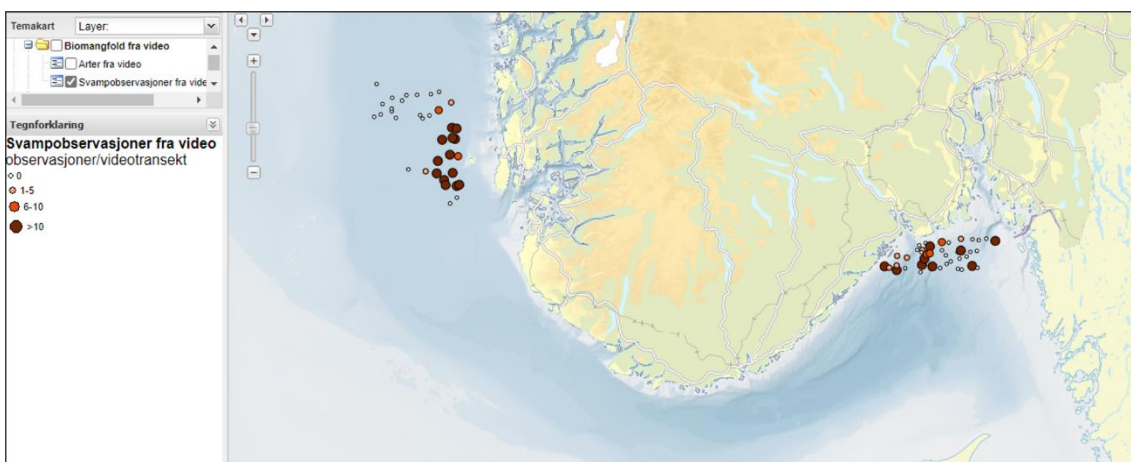 Temakart Layer:
Biomangfold fra video
Arter fra video
Svampobservasjoner fra vide
Tegnforklaring
Svampobservasjoner fra video
observasjoner/videotransekt
0
1-5
6-10
>10